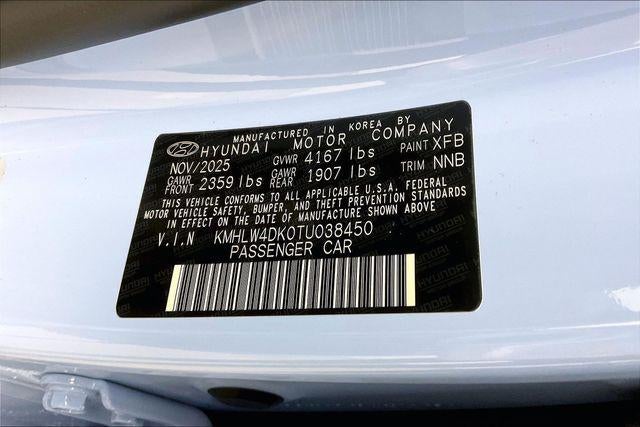 MANUFACTURED IN KOREA BY
HYUNDAI MOTOR COMPANY
NOV/2025 GVWR 4167 lbs PAINT XFB
GAWR FRONT 2359 lbs GAWR REAR 1907 lbs TRIM NNB
THIS VEHICLE CONFORMS TO ALL APPLICABLE U.S.A. FEDERAL
MOTOR VEHICLE SAFETY, BUMPER, AND THEFT PREVENTION STANDARDS
IN EFFECT ON THE DATE OF MANUFACTURE SHOWN ABOVE
V.I.N KMHLW4DK0TU038450
PASSENGER CAR